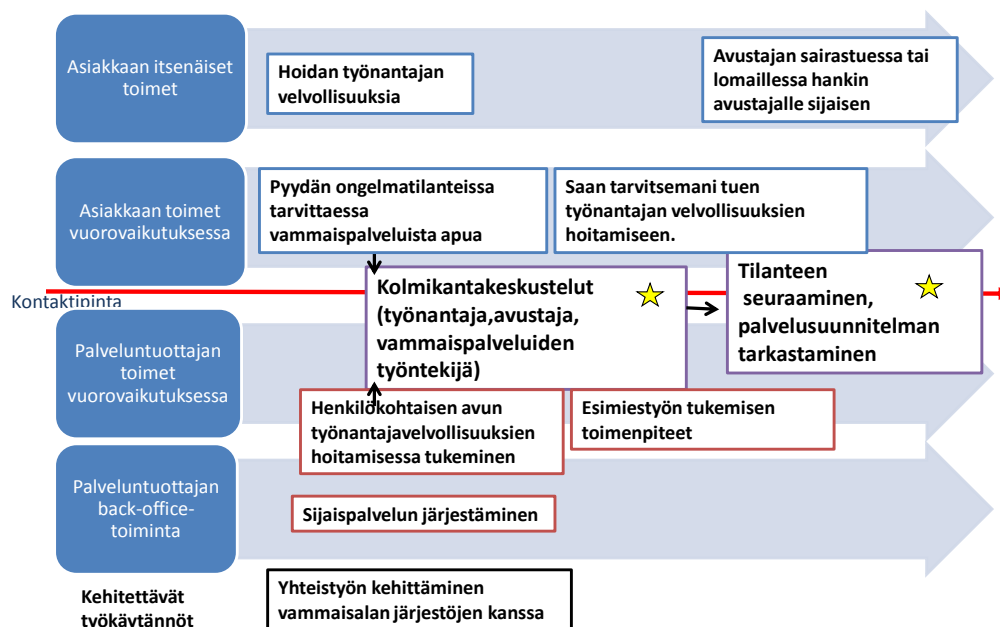 Asiakkaan itsenäiset
toimet
Hoidan työnantajan
velvollisuuksia
Avustajan sairastuessa tai
lomaillessa hankin
avustajalle sijaisen
Asiakkaan toimet
vuorovaikutuksessa
Pyydän ongelmatilanteissa
tarvittaessa
vammaispalveluista apua
Saan tarvitsemani tuen
työnantajan velvollisuuksien
hoitamiseen.
Kontaktipinta
Kolmikantakeskustelut
(työnantaja,avustaja,
vammaispalveluiden
työntekijä)
Tilanteen
seuraaminen,
palvelusuunnitelman
tarkastaminen
Palveluntuottajan
toimet
vuorovaikutuksessa
Henkilökohtaisen avun
työnantajavelvollisuuksien
hoitamisessa tukeminen
Esimiestyön tukemisen
toimenpiteet
Palveluntuottajan
back-office-
toiminta
Sijaispalvelun järjestäminen
Kehitettävät
työkäytännöt
Yhteistyön kehittäminen
vammaisalan järjestöjen kanssa